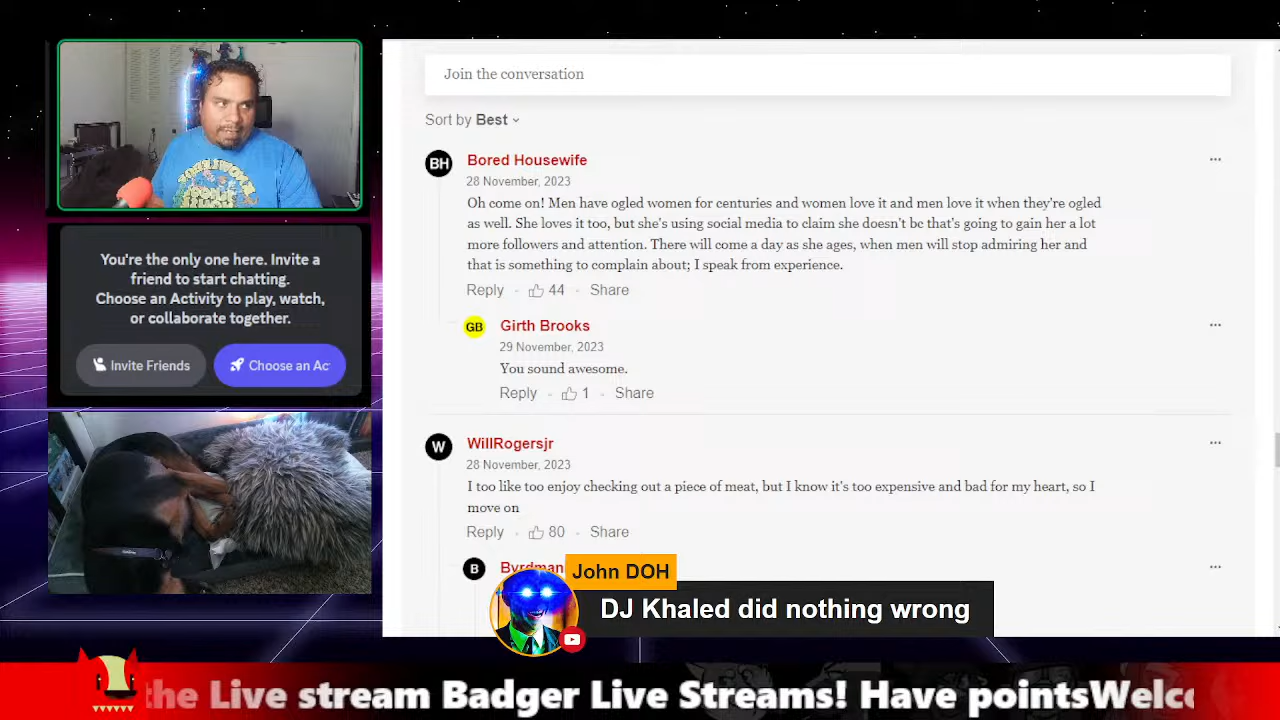 You're the only one here. Invite a
friend to start chatting.
Choose an Activity to play, watch,
or collaborate together.
Invite Friends
Choose an Ac
Join the conversation
Sort by Best
BH
Bored Housewife
28 November, 2023
Oh come on! Men have ogled women for centuries and women love it and men love it when they're ogled
as well. She loves it too, but she's using social media to claim she doesn't bc that's going to gain her a lot
more followers and attention. There will come a day as she ages, when men will stop admiring her and
that is something to complain about; I speak from experience.
Reply · 44 · Share
GB
Girth Brooks
29 November, 2023
You sound awesome.
Reply · 1 · Share
W
WillRogersjr
28 November, 2023
I too like too enjoy checking out a piece of meat, but I know it's too expensive and bad for my heart, so I
move on
Reply · 80 · Share
B
Byrdman
John DOH
DJ Khaled did nothing wrong
the Live stream Badger Live Streams! Have pointsWelc